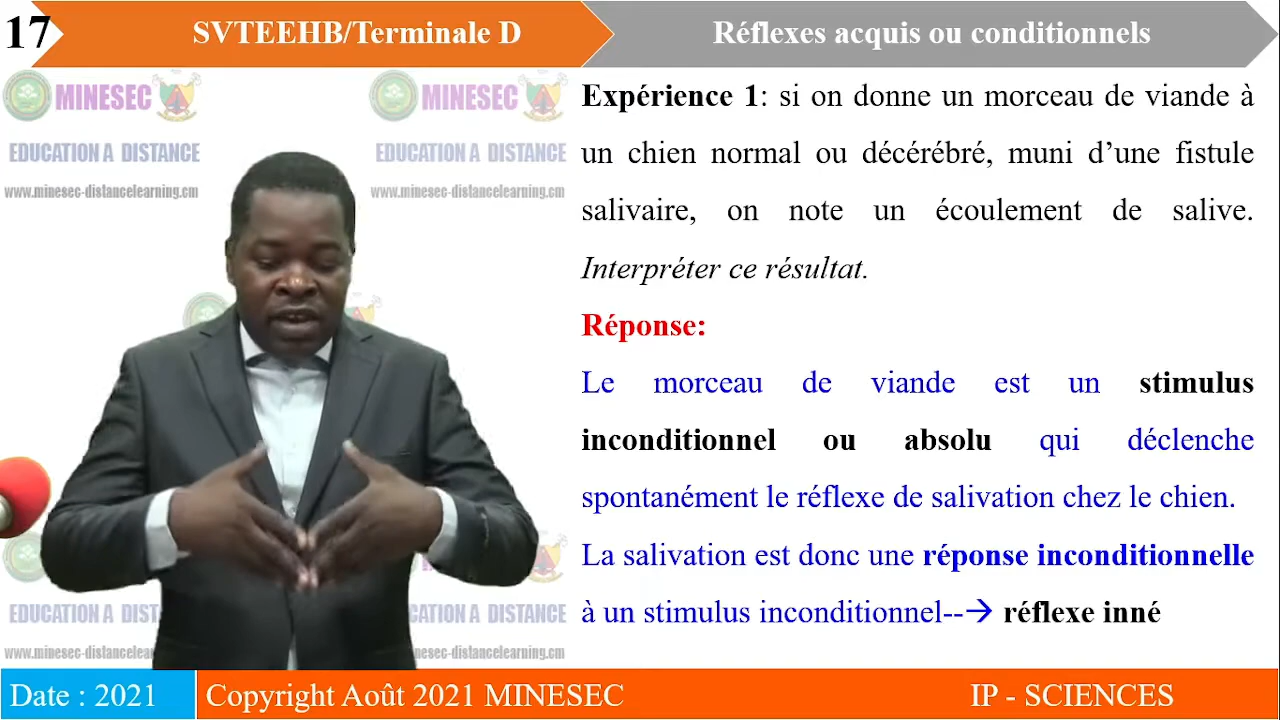 17
SVTEEHB/Terminale D
Réflexes acquis ou conditionnels
MINESEC
MINESEC
EDUCATION A DISTANCE
EDUCATION A DISTANCE
www.minesec-distancelearning.cm
www.minesec-distancelearning.cm
Expérience 1: si on donne un morceau de viande à
un chien normal ou décérébré, muni d’une fistule
salivaire, on note un écoulement de salive.
Interpréter ce résultat.
Réponse:
Le morceau de viande est un stimulus
inconditionnel ou absolu qui déclenche
spontanément le réflexe de salivation chez le chien.
La salivation est donc une réponse inconditionnelle
à un stimulus inconditionnel--→ réflexe inné
EDUCATION A DIST
CATION A DISTANCE
www.minesec-distancelear
nesec-distancelearning.cm
Date : 2021
Copyright Août 2021 MINESEC
IP - SCIENCES